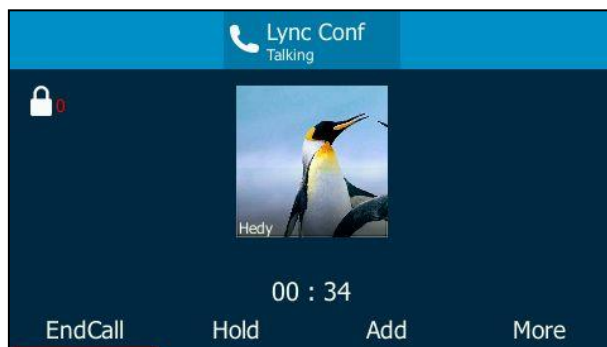 Lync Conf
Talking
0
Hedy
00 : 34
EndCall Hold Add More